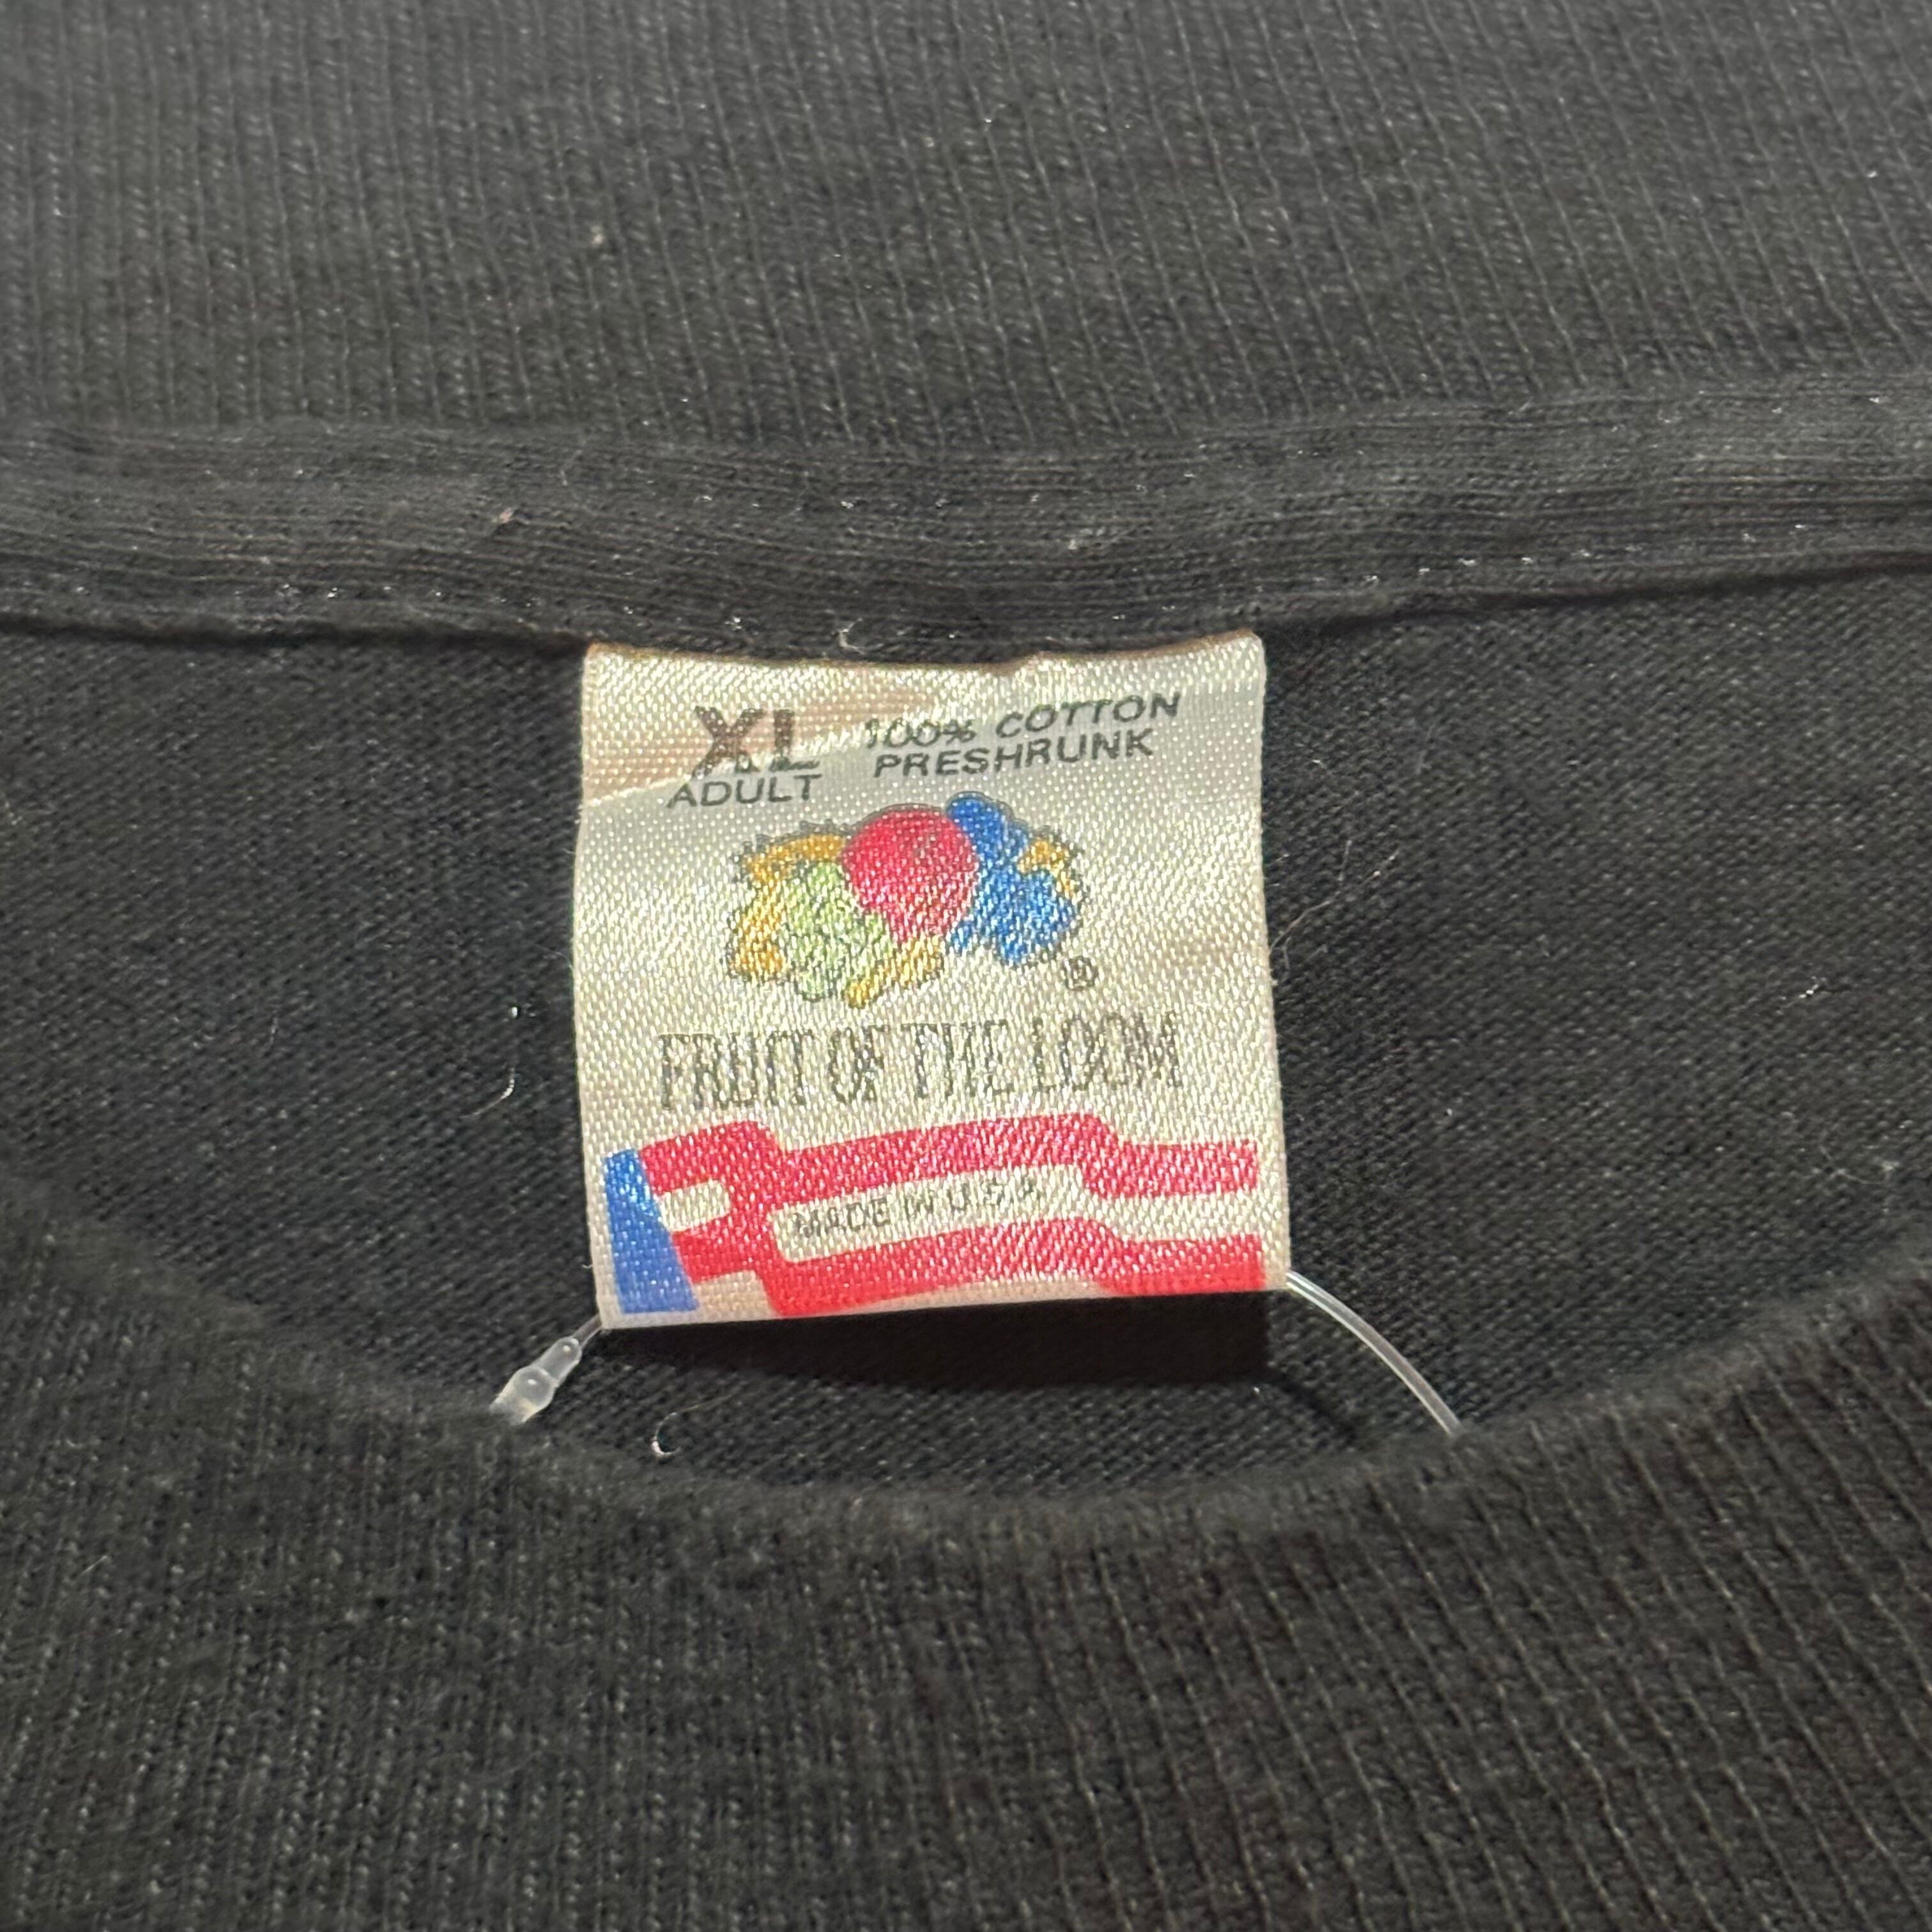 XL 100% COTTON
ADULT PRESHRUNK
®
FRUIT OF THE LOOM
MADE IN U.S.A.